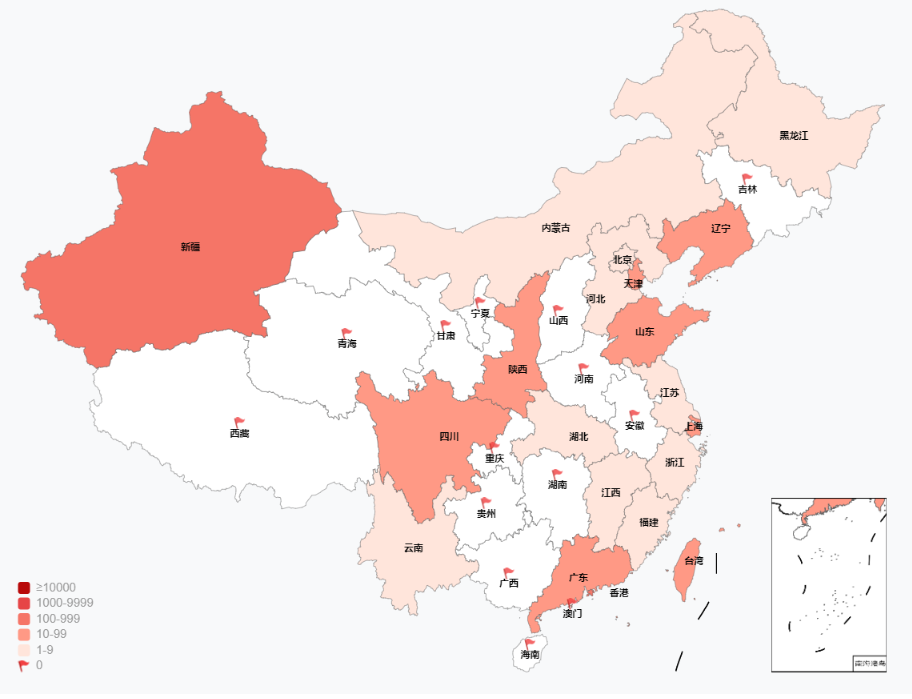 黑龙江
吉林
辽宁
内蒙古
新疆
北京
天津
河北
宁夏
山西
山东
甘肃
青海
陕西
河南
江苏
西藏
安徽
上海
四川
湖北
重庆
浙江
湖南
江西
贵州
福建
云南
台湾
广西
广东
香港
澳门
海南
南海诸岛
≥10000
1000-9999
100-999
10-99
1-9
0